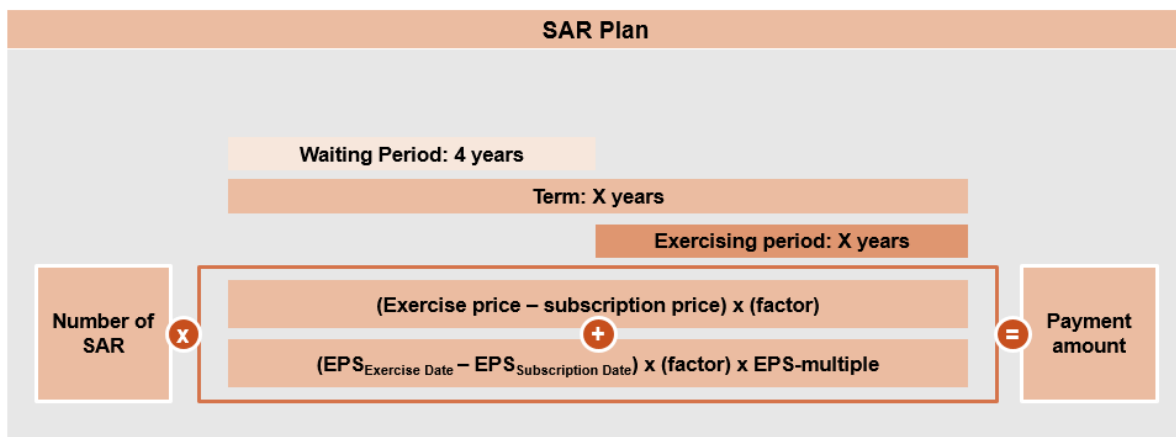 SAR Plan
Waiting Period: 4 years
Term: X years
Exercising period: X years
Number of
SAR
x
(Exercise price – subscription price) x (factor)
+
(EPSExercise Date – EPSSubscription Date) x (factor) x EPS-multiple
=
Payment
amount